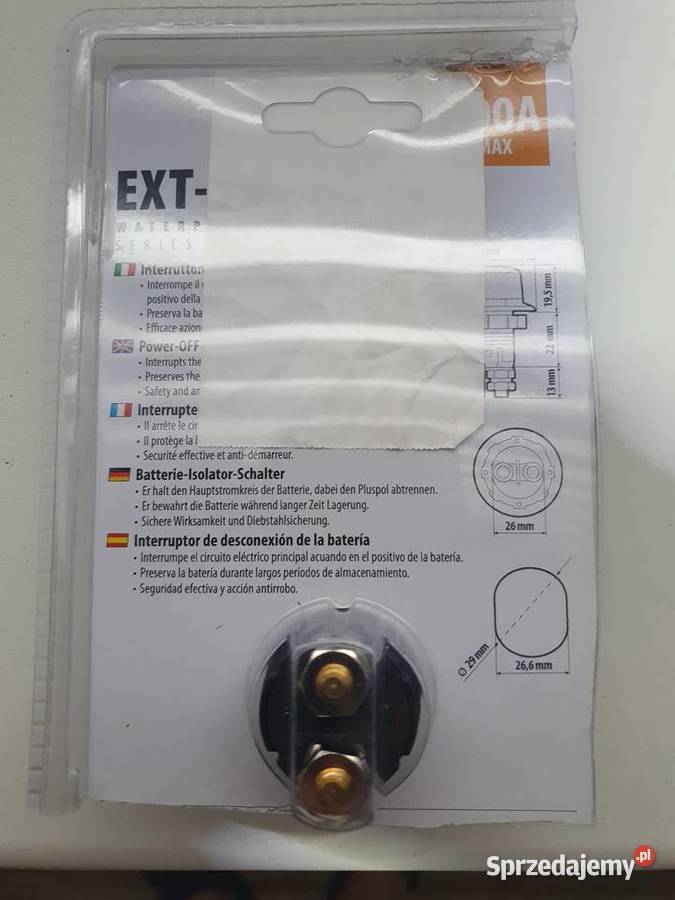 00A
MAX
EXT-
WATERP
SERIES
Interruttor
• Interrompe il
positivo della
• Preserva la ba
• Efficace azion
Power-OFF
• Interrupts the
• Preserves the
• Safety and an
Interrupte
• Il arrête le cir
• Il protège la
• Securité effective et anti-démarreur.
Batterie-Isolator-Schalter
• Er halt den Hauptstromkreis der Batterie, dabei den Pluspol abtrennen.
• Er bewahrt die Batterie während langer Zeit Lagerung.
• Sichere Wirksamkeit und Diebstahlsicherung.
Interruptor de desconexión de la batería
• Interrumpe el circuito eléctrico principal acuando en el positivo de la batería.
• Preserva la batería durante largos períodos de almacenamiento.
• Seguridad efectiva y acción antirrobo.
19,5 mm
22 mm
13 mm
26 mm
Ø 29 mm
26,6 mm
Sprzedajemy.pl